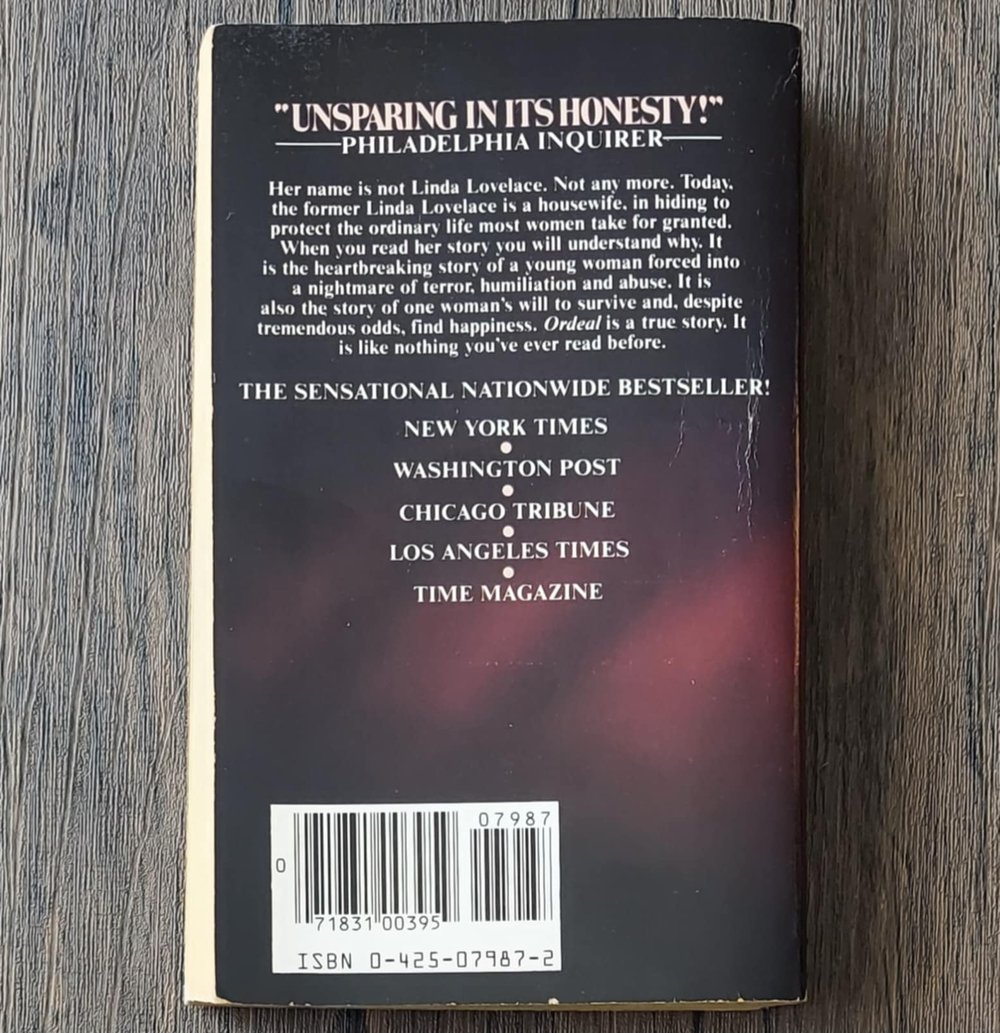 "UNSPARING IN ITS HONESTY!"
PHILADELPHIA INQUIRER
Her name is not Linda Lovelace. Not any more. Today,
the former Linda Lovelace is a housewife, in hiding to
protect the ordinary life most women take for granted.
When you read her story you will understand why. It
is the heartbreaking story of a young woman forced into
a nightmare of terror, humiliation and abuse. It is
also the story of one woman's will to survive and, despite
tremendous odds, find happiness. Ordeal is a true story. It
is like nothing you've ever read before.
THE SENSATIONAL NATIONWIDE BESTSELLER!
NEW YORK TIMES
•
WASHINGTON POST
•
CHICAGO TRIBUNE
•
LOS ANGELES TIMES
•
TIME MAGAZINE
07987
0
71831 00395
ISBN 0-425-07987-2